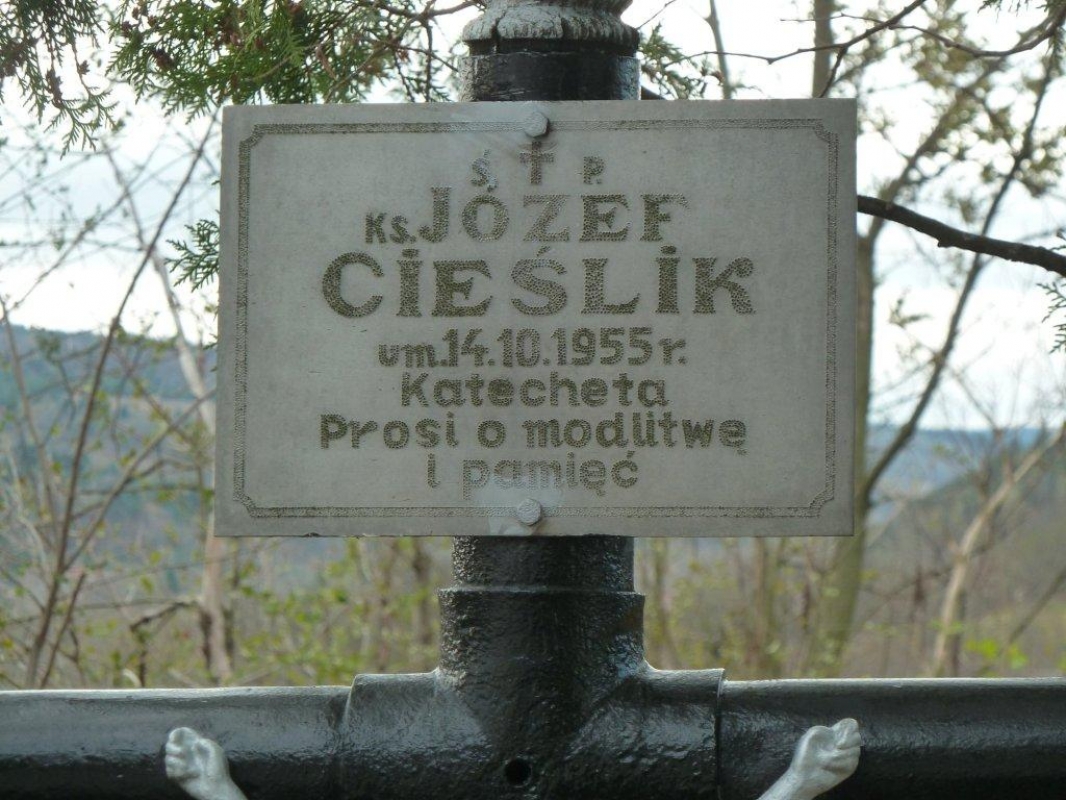 Ś † P.
Ks. JÓZEF
CIEŚLIK
um. 14.10.1955 r.
Katecheta
Prosi o modlitwę
i pamięć